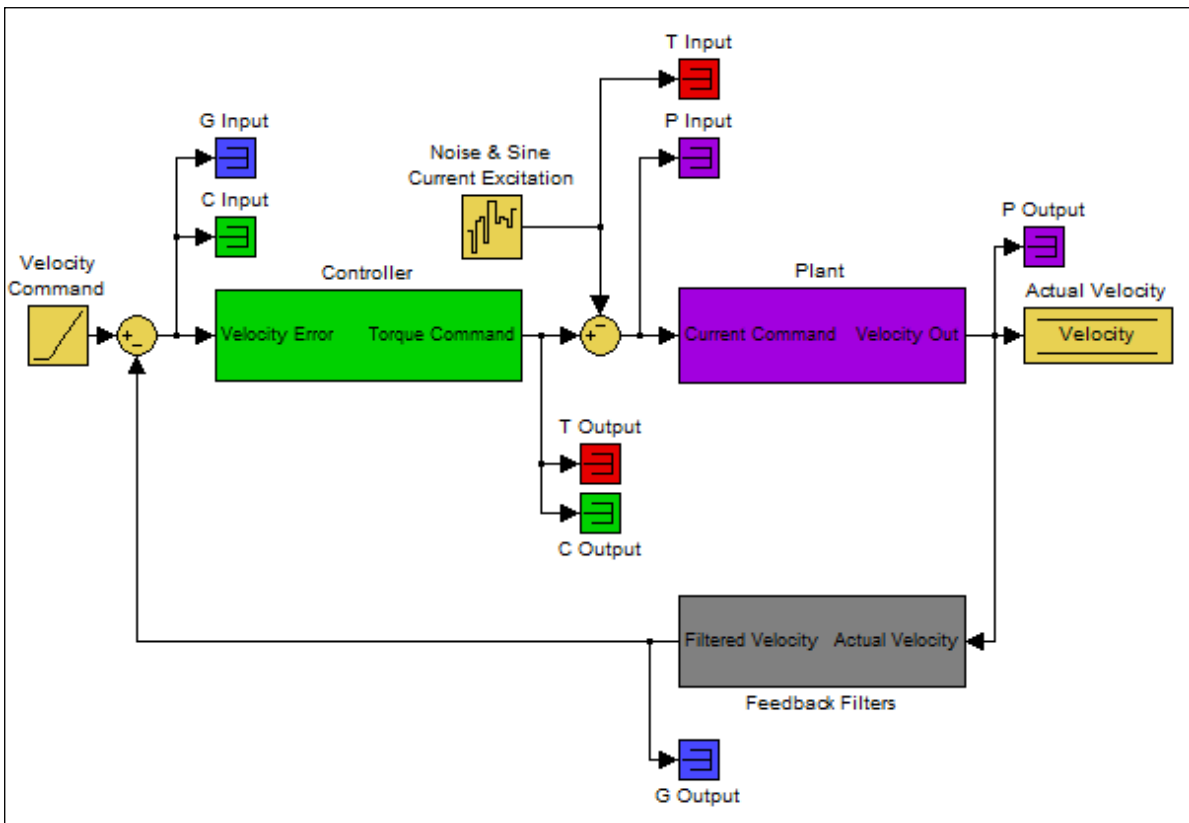 T Input
G Input
P Input
Noise & Sine
Current Excitation
C Input
P Output
Velocity
Command
Controller
Plant
Actual Velocity
+
-
Velocity Error
Torque Command
+
-
Current Command
Velocity Out
Velocity
T Output
C Output
Filtered Velocity
Actual Velocity
Feedback Filters
G Output